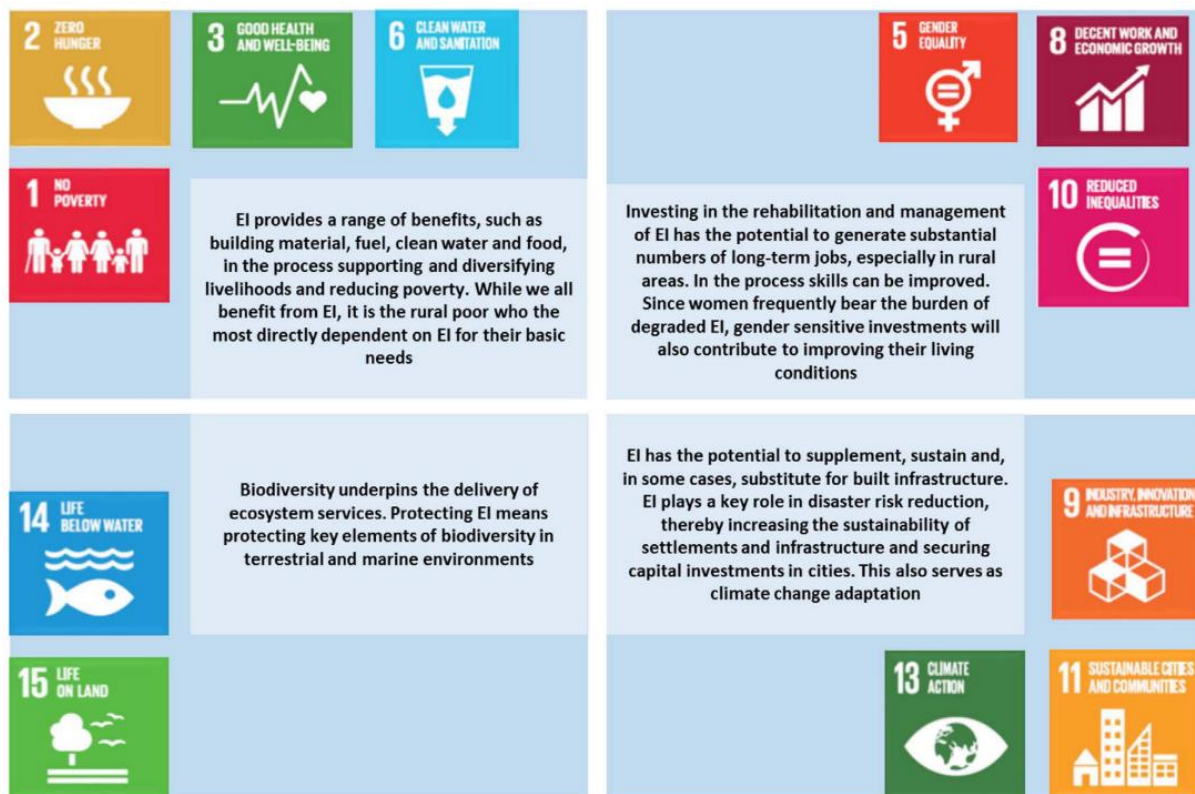 2 ZERO
HUNGER
3 GOOD HEALTH
AND WELL-BEING
6 CLEAN WATER
AND SANITATION
1 NO
POVERTY
EI provides a range of benefits, such as
building material, fuel, clean water and food,
in the process supporting and diversifying
livelihoods and reducing poverty. While we all
benefit from EI, it is the rural poor who the
most directly dependent on EI for their basic
needs
5 GENDER
EQUALITY
8 DECENT WORK AND
ECONOMIC GROWTH
10 REDUCED
INEQUALITIES
Investing in the rehabilitation and management
of EI has the potential to generate substantial
numbers of long-term jobs, especially in rural
areas. In the process skills can be improved.
Since women frequently bear the burden of
degraded EI, gender sensitive investments will
also contribute to improving their living
conditions
14 LIFE
BELOW WATER
15 LIFE
ON LAND
Biodiversity underpins the delivery of
ecosystem services. Protecting EI means
protecting key elements of biodiversity in
terrestrial and marine environments
EI has the potential to supplement, sustain and,
in some cases, substitute for built infrastructure.
EI plays a key role in disaster risk reduction,
thereby increasing the sustainability of
settlements and infrastructure and securing
capital investments in cities. This also serves as
climate change adaptation
9 INDUSTRY, INNOVATION
AND INFRASTRUCTURE
13 CLIMATE
ACTION
11 SUSTAINABLE CITIES
AND COMMUNITIES